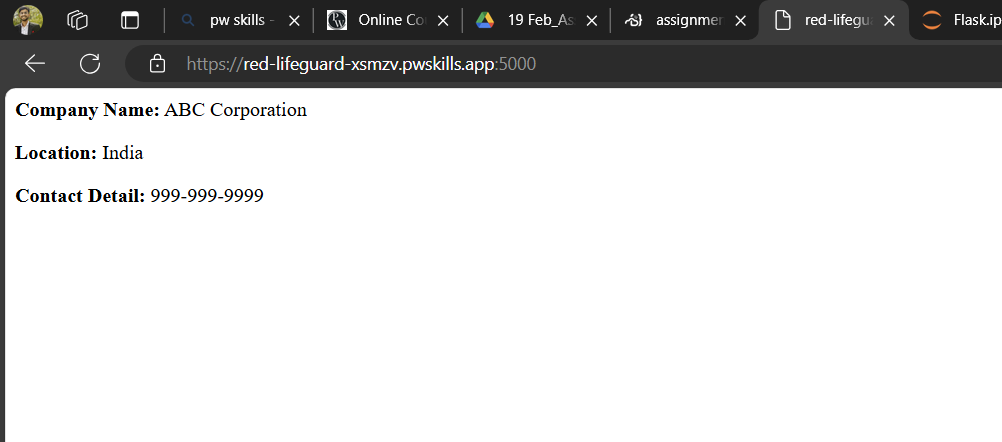 pw skills -
Online Co
19 Feb_As
assignmer
red-lifegua
Flask.ip
https://red-lifeguard-xsmzv.pwskills.app:5000
Company Name: ABC Corporation
Location: India
Contact Detail: 999-999-9999